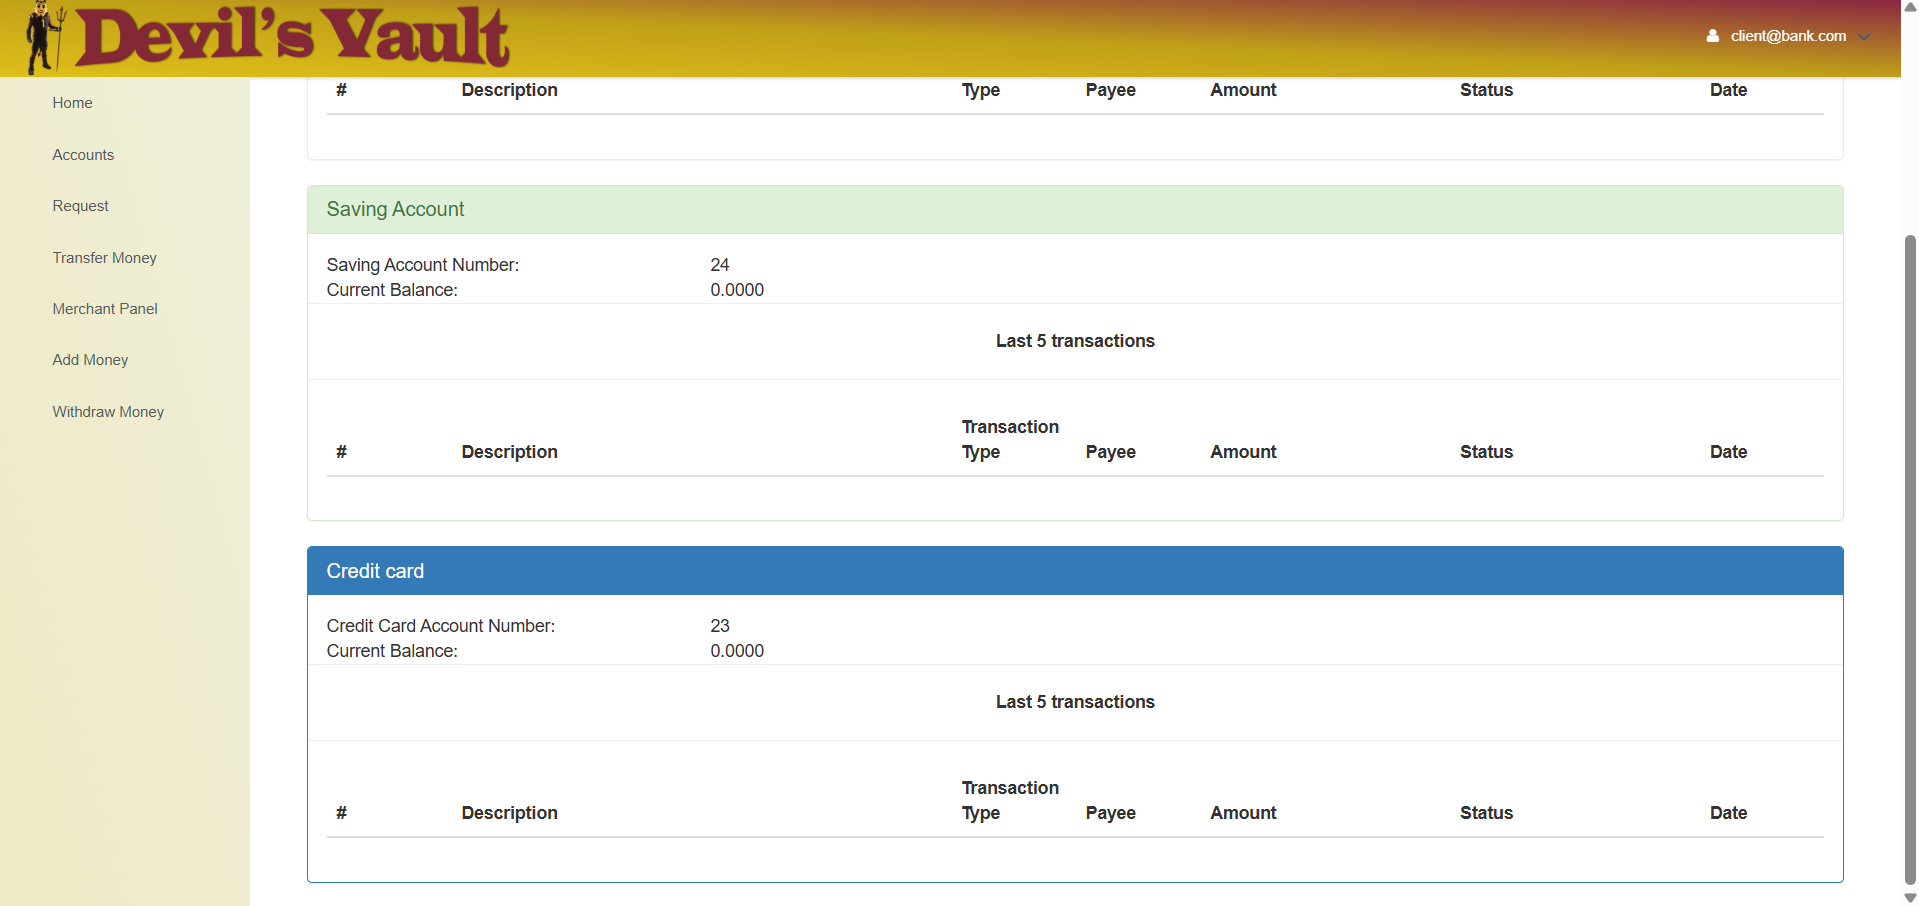 Devil's Vault
client@bank.com
Home
Accounts
Request
Transfer Money
Merchant Panel
Add Money
Withdraw Money
# Description Type Payee Amount Status Date
Saving Account
Saving Account Number: 24
Current Balance: 0.0000
Last 5 transactions
# Description Transaction Type Payee Amount Status Date
Credit card
Credit Card Account Number: 23
Current Balance: 0.0000
Last 5 transactions
# Description Transaction Type Payee Amount Status Date